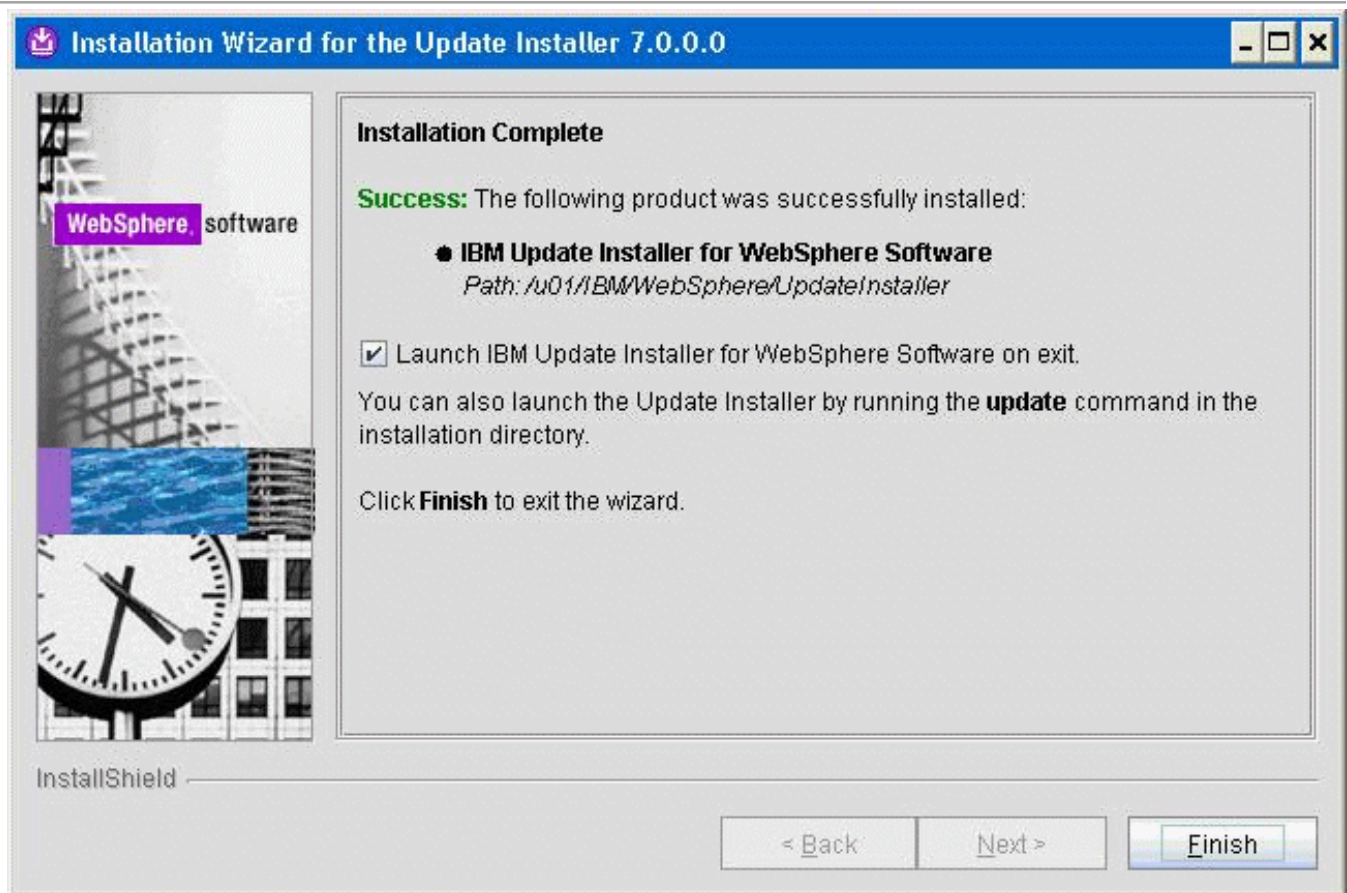 Installation Wizard for the Update Installer 7.0.0.0
WebSphere. software
Installation Complete
Success: The following product was successfully installed:
IBM Update Installer for WebSphere Software
Path: /u01/IBM/WebSphere/UpdateInstaller
Launch IBM Update Installer for WebSphere Software on exit.
You can also launch the Update Installer by running the update command in the
installation directory.
Click Finish to exit the wizard.
InstallShield
< Back
Next >
Finish